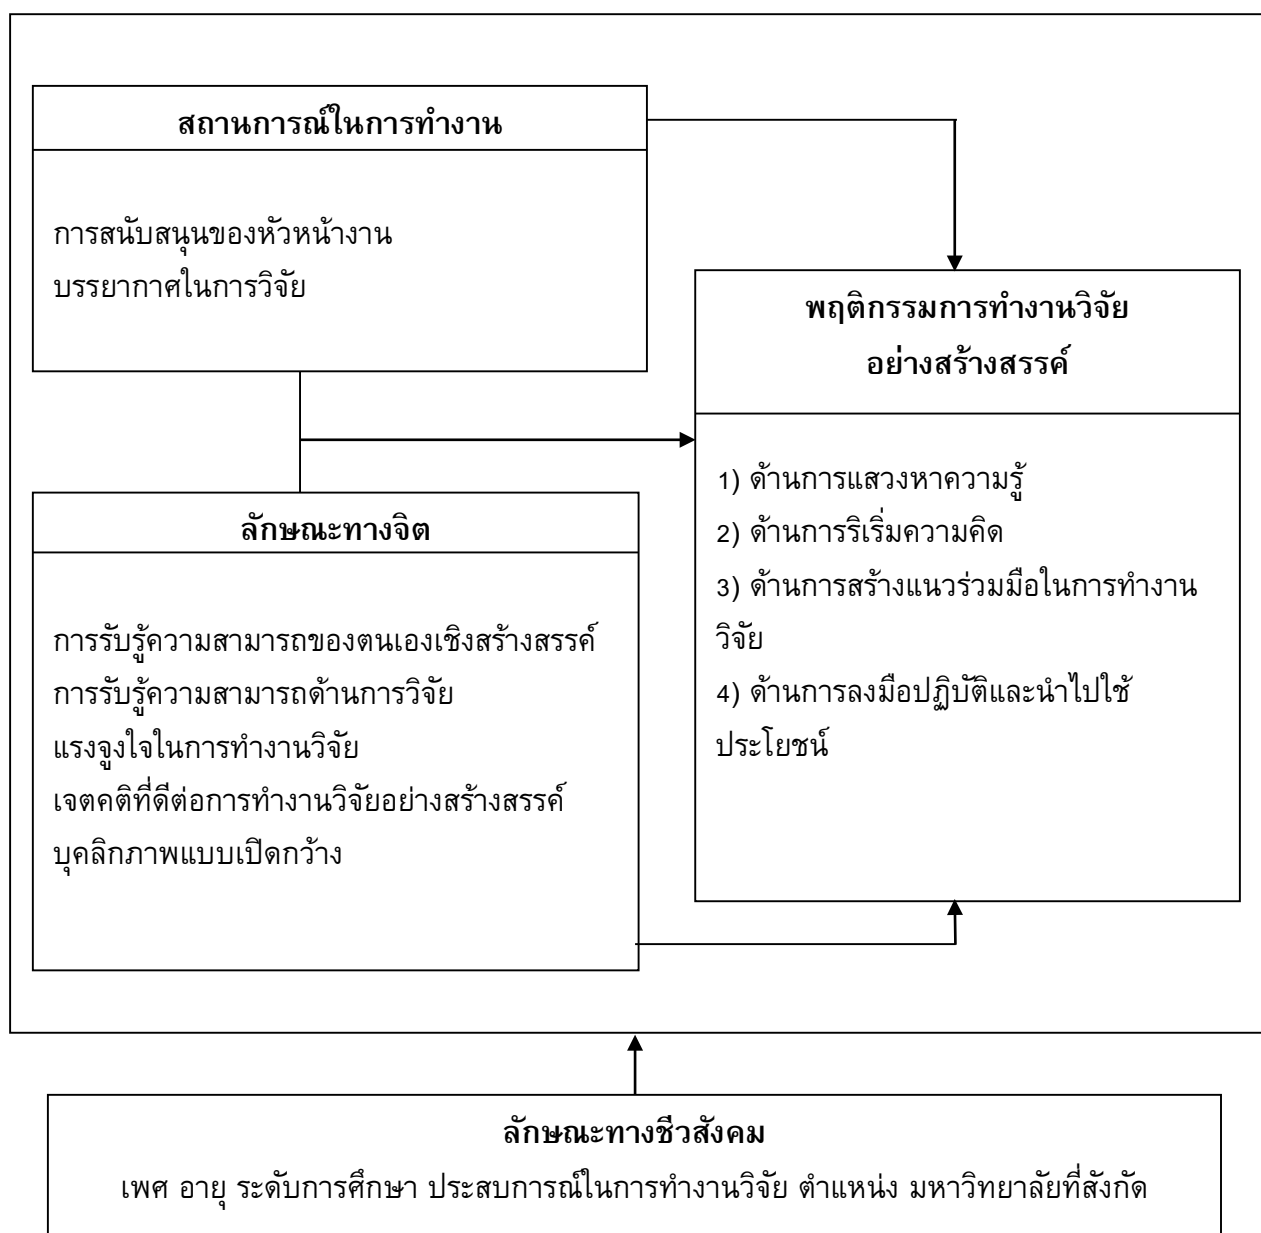 สถานการณ์ในการทำงาน
การสนับสนุนของหัวหน้างาน
บรรยากาศในการวิจัย
พฤติกรรมการทำงานวิจัย
อย่างสร้างสรรค์
1) ด้านการแสวงหาความรู้
2) ด้านการริเริ่มความคิด
3) ด้านการสร้างแนวร่วมมือในการทำงาน
วิจัย
4) ด้านการลงมือปฏิบัติและนำไปใช้
ประโยชน์
ลักษณะทางจิต
การรับรู้ความสามารถของตนเองเชิงสร้างสรรค์
การรับรู้ความสามารถด้านการวิจัย
แรงจูงใจในการทำงานวิจัย
เจตคติที่ดีต่อการทำงานวิจัยอย่างสร้างสรรค์
บุคลิกภาพแบบเปิดกว้าง
ลักษณะทางชีวสังคม
เพศ อายุ ระดับการศึกษา ประสบการณ์ในการทำงานวิจัย ตำแหน่ง มหาวิทยาลัยที่สังกัด